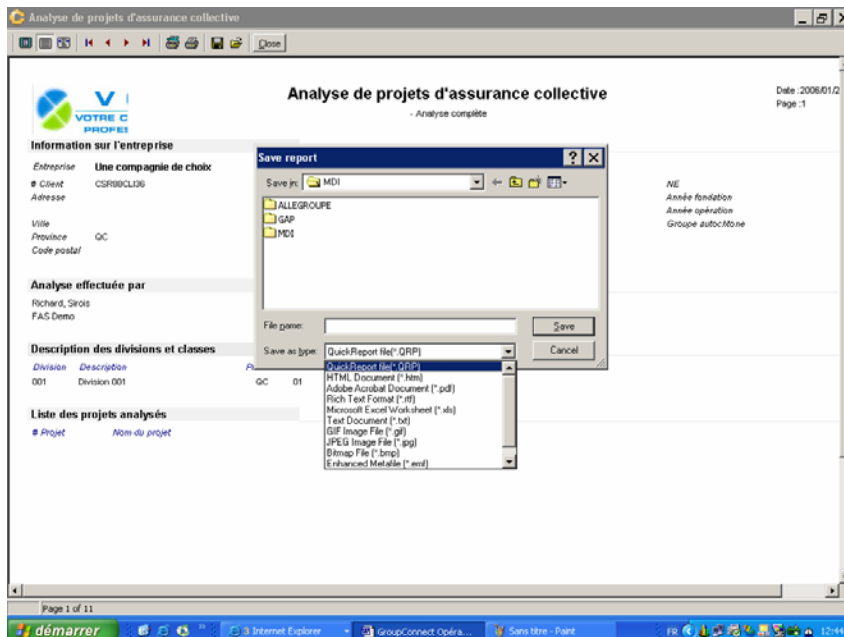 Analyse de projets d'assurance collective
Close
V I
VOTRE C
PROFES
Analyse de projets d'assurance collective
- Analyse complète
Date :2006/01/2
Page :1
Information sur l'entreprise
Entreprise Une compagnie de choix
# Client CSR88CLI36
Adresse
Ville
Province QC
Code postal
NE
Année fondation
Année opération
Groupe autochtone
Save report
Save in: MDI
ALLEGROUPE
GAP
MDI
File name: Save
Save as type: QuickReport file(*.QRP) Cancel
QuickReport file(*.QRP)
HTML Document (*.htm)
Adobe Acrobat Document (*.pdf)
Rich Text Format (*.rtf)
Microsoft Excel Worksheet (*.xls)
Text Document (*.txt)
GIF Image File (*.gif)
JPEG Image File (*.jpg)
Bitmap File (*.bmp)
Enhanced Metafile (*.emf)
Analyse effectuée par
Richard, Sirois
FAS Demo
Description des divisions et classes
Division Description
001 Division 001 QC 01
Liste des projets analysés
# Projet Nom du projet
Page 1 of 11
démarrer
3 Internet Explorer
GroupConnect Opéra...
Sans titre - Paint
FR
12:44